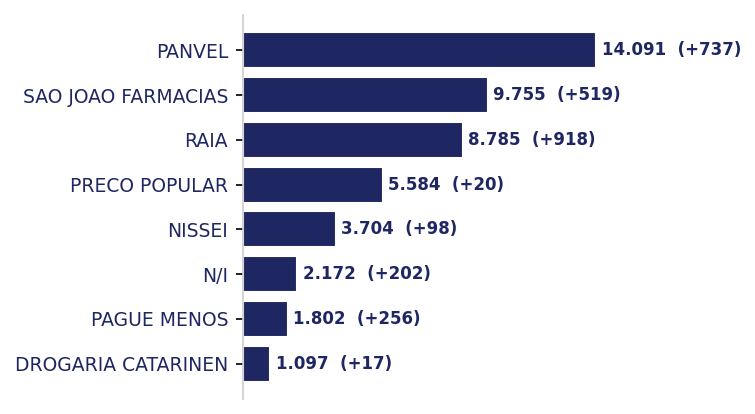 PANVEL 14.091 (+737)
SAO JOAO FARMACIAS 9.755 (+519)
RAIA 8.785 (+918)
PRECO POPULAR 5.584 (+20)
NISSEI 3.704 (+98)
N/I 2.172 (+202)
PAGUE MENOS 1.802 (+256)
DROGARIA CATARINEN 1.097 (+17)